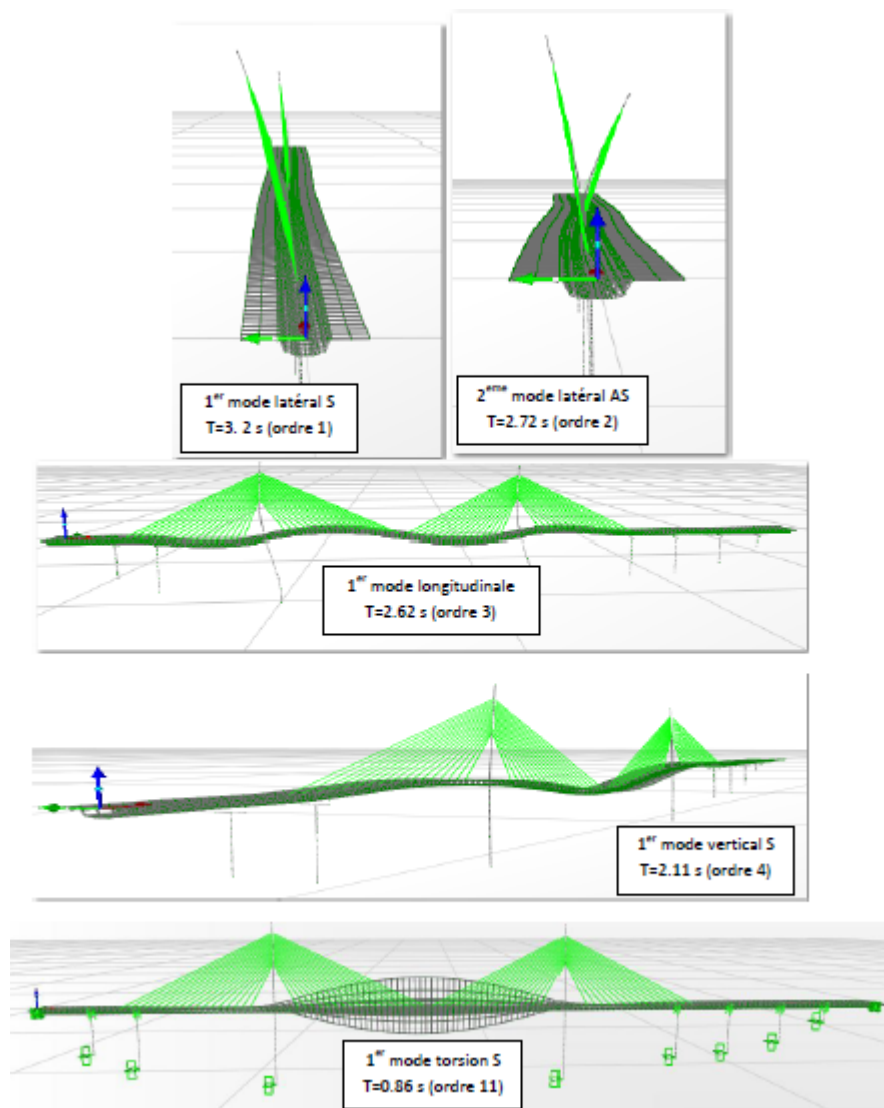 1er mode latéral S
T=3. 2 s (ordre 1)
2eme mode latéral AS
T=2.72 s (ordre 2)
1er mode longitudinale
T=2.62 s (ordre 3)
1er mode vertical S
T=2.11 s (ordre 4)
1er mode torsion S
T=0.86 s (ordre 11)